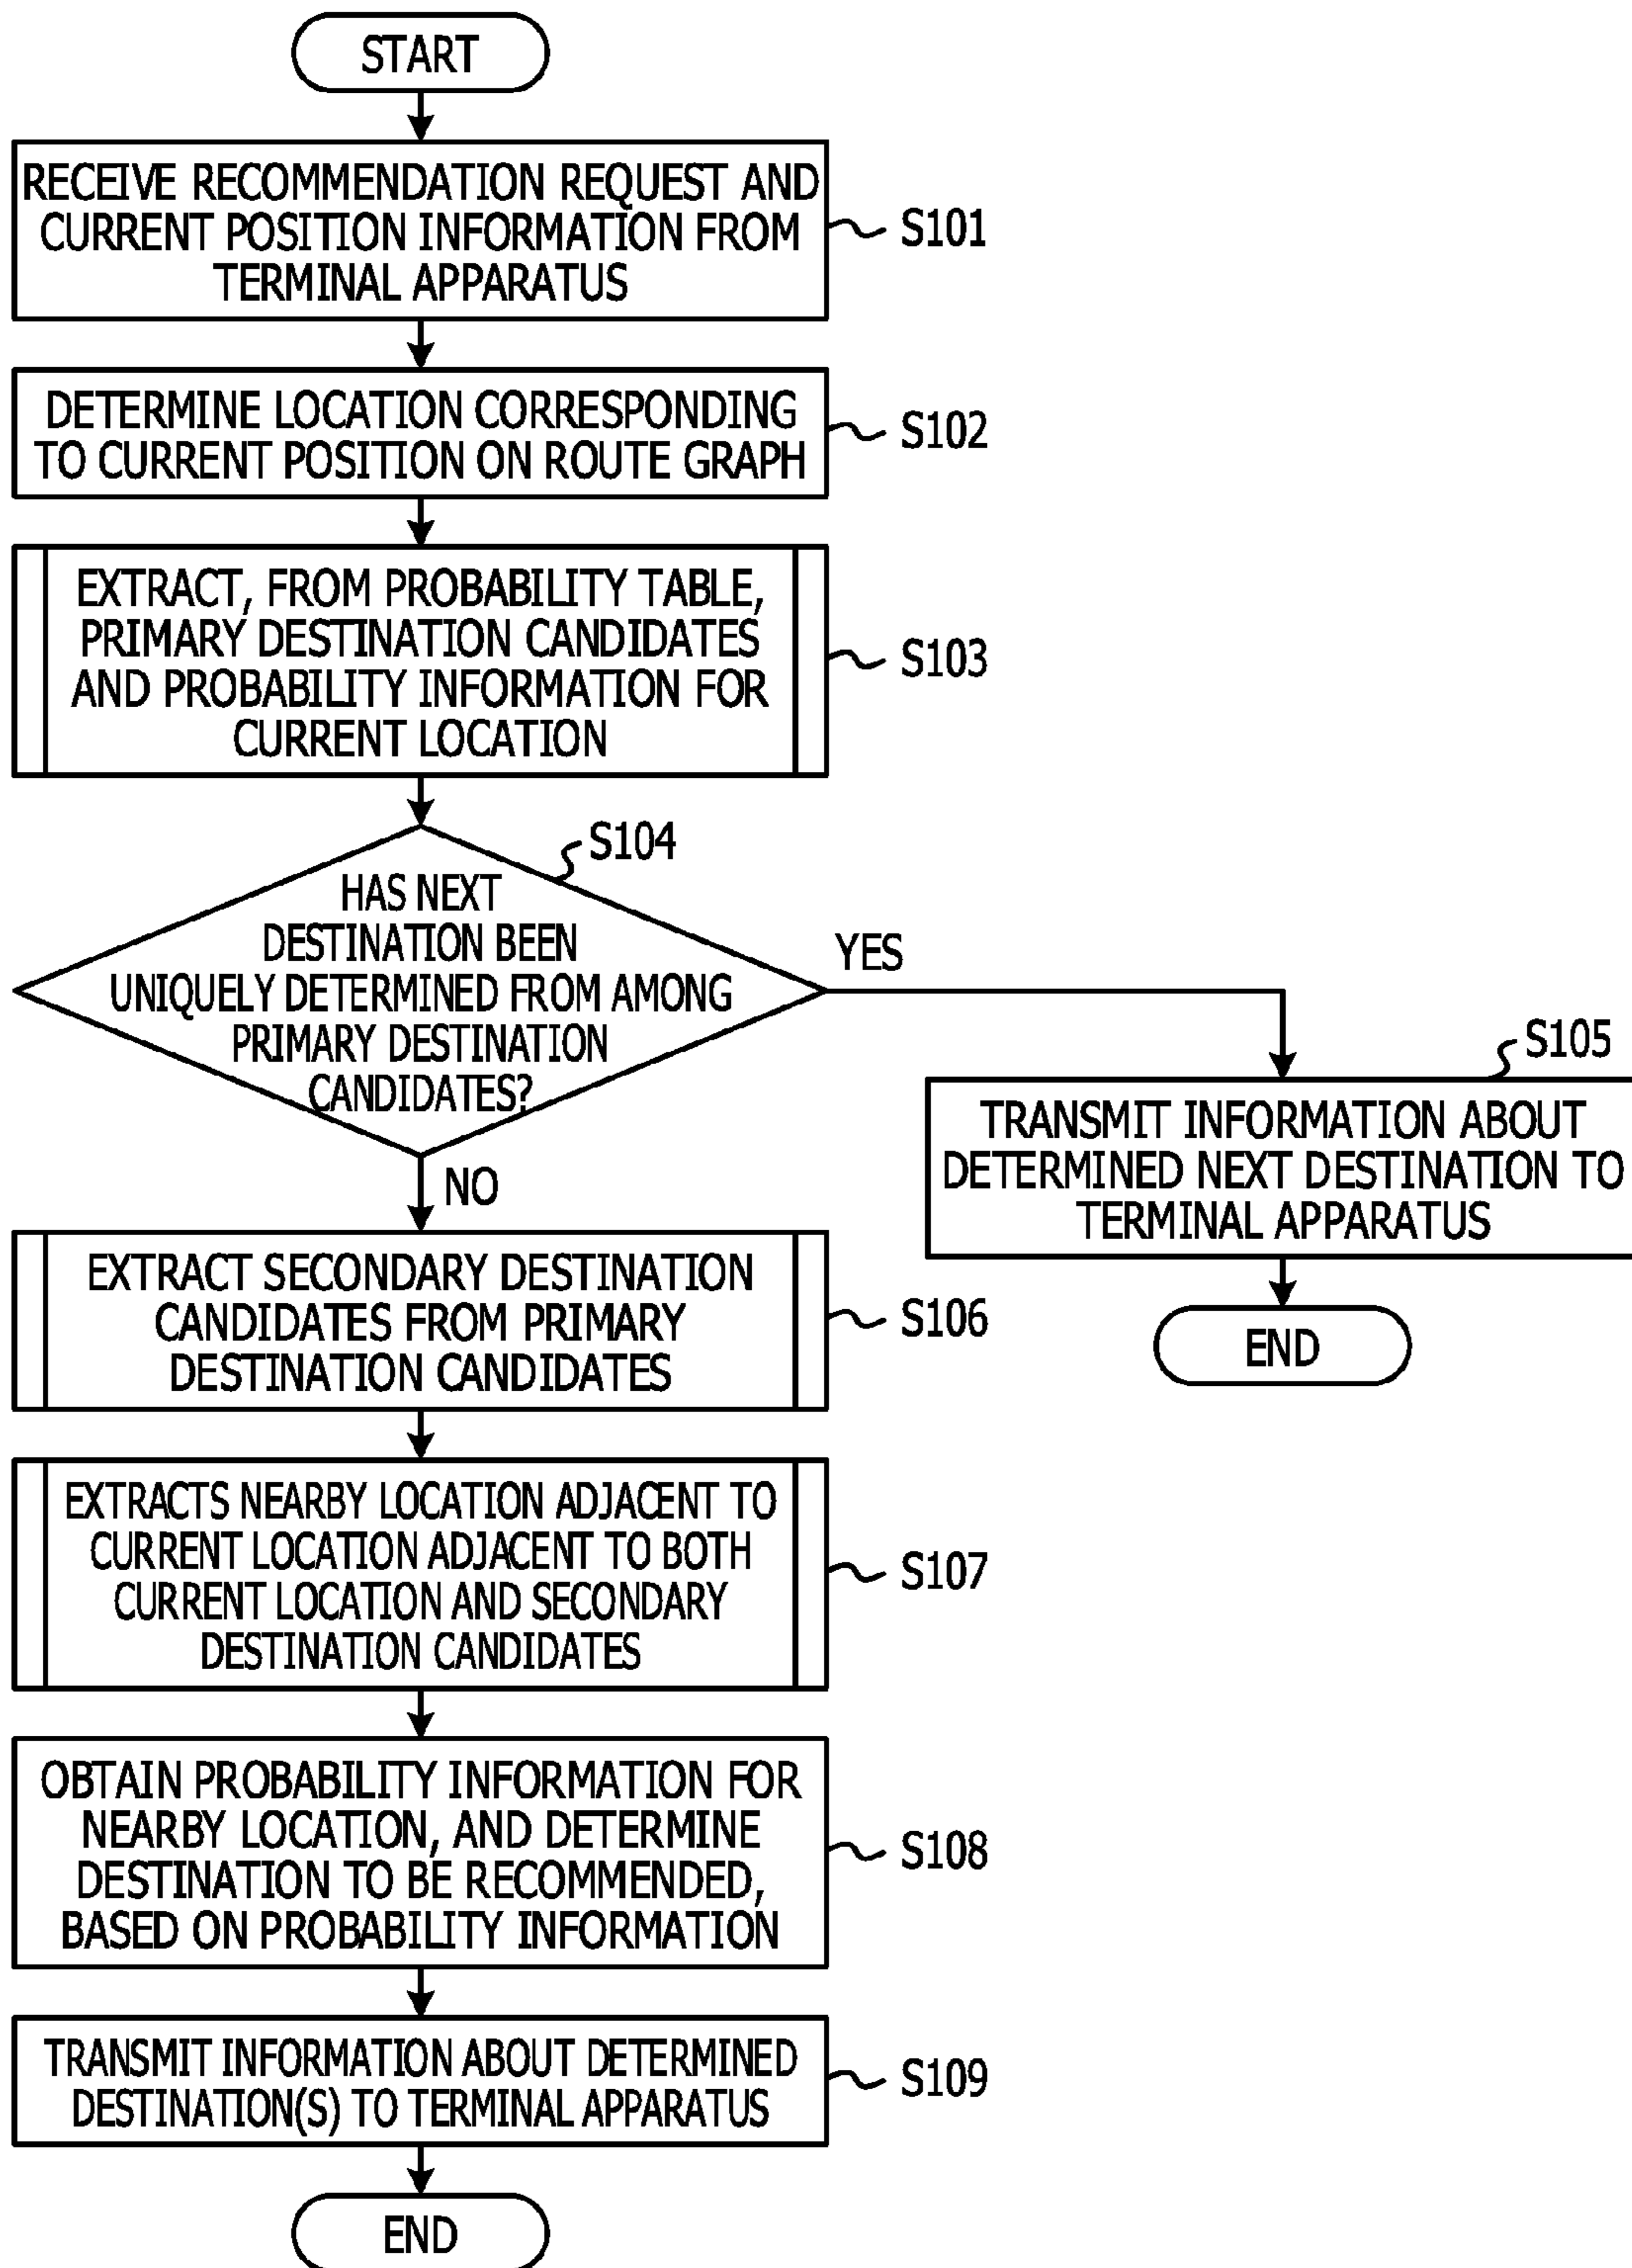 START
RECEIVE RECOMMENDATION REQUEST AND
CURRENT POSITION INFORMATION FROM
TERMINAL APPARATUS
S101
DETERMINE LOCATION CORRESPONDING
TO CURRENT POSITION ON ROUTE GRAPH
S102
EXTRACT, FROM PROBABILITY TABLE,
PRIMARY DESTINATION CANDIDATES
AND PROBABILITY INFORMATION FOR
CURRENT LOCATION
S103
S104
HAS NEXT
DESTINATION BEEN
UNIQUELY DETERMINED FROM AMONG
PRIMARY DESTINATION
CANDIDATES?
YES
S105
TRANSMIT INFORMATION ABOUT
DETERMINED NEXT DESTINATION TO
TERMINAL APPARATUS
END
NO
EXTRACT SECONDARY DESTINATION
CANDIDATES FROM PRIMARY
DESTINATION CANDIDATES
S106
EXTRACTS NEARBY LOCATION ADJACENT TO
CURRENT LOCATION ADJACENT TO BOTH
CURRENT LOCATION AND SECONDARY
DESTINATION CANDIDATES
S107
OBTAIN PROBABILITY INFORMATION FOR
NEARBY LOCATION, AND DETERMINE
DESTINATION TO BE RECOMMENDED,
BASED ON PROBABILITY INFORMATION
S108
TRANSMIT INFORMATION ABOUT DETERMINED
DESTINATION(S) TO TERMINAL APPARATUS
S109
END